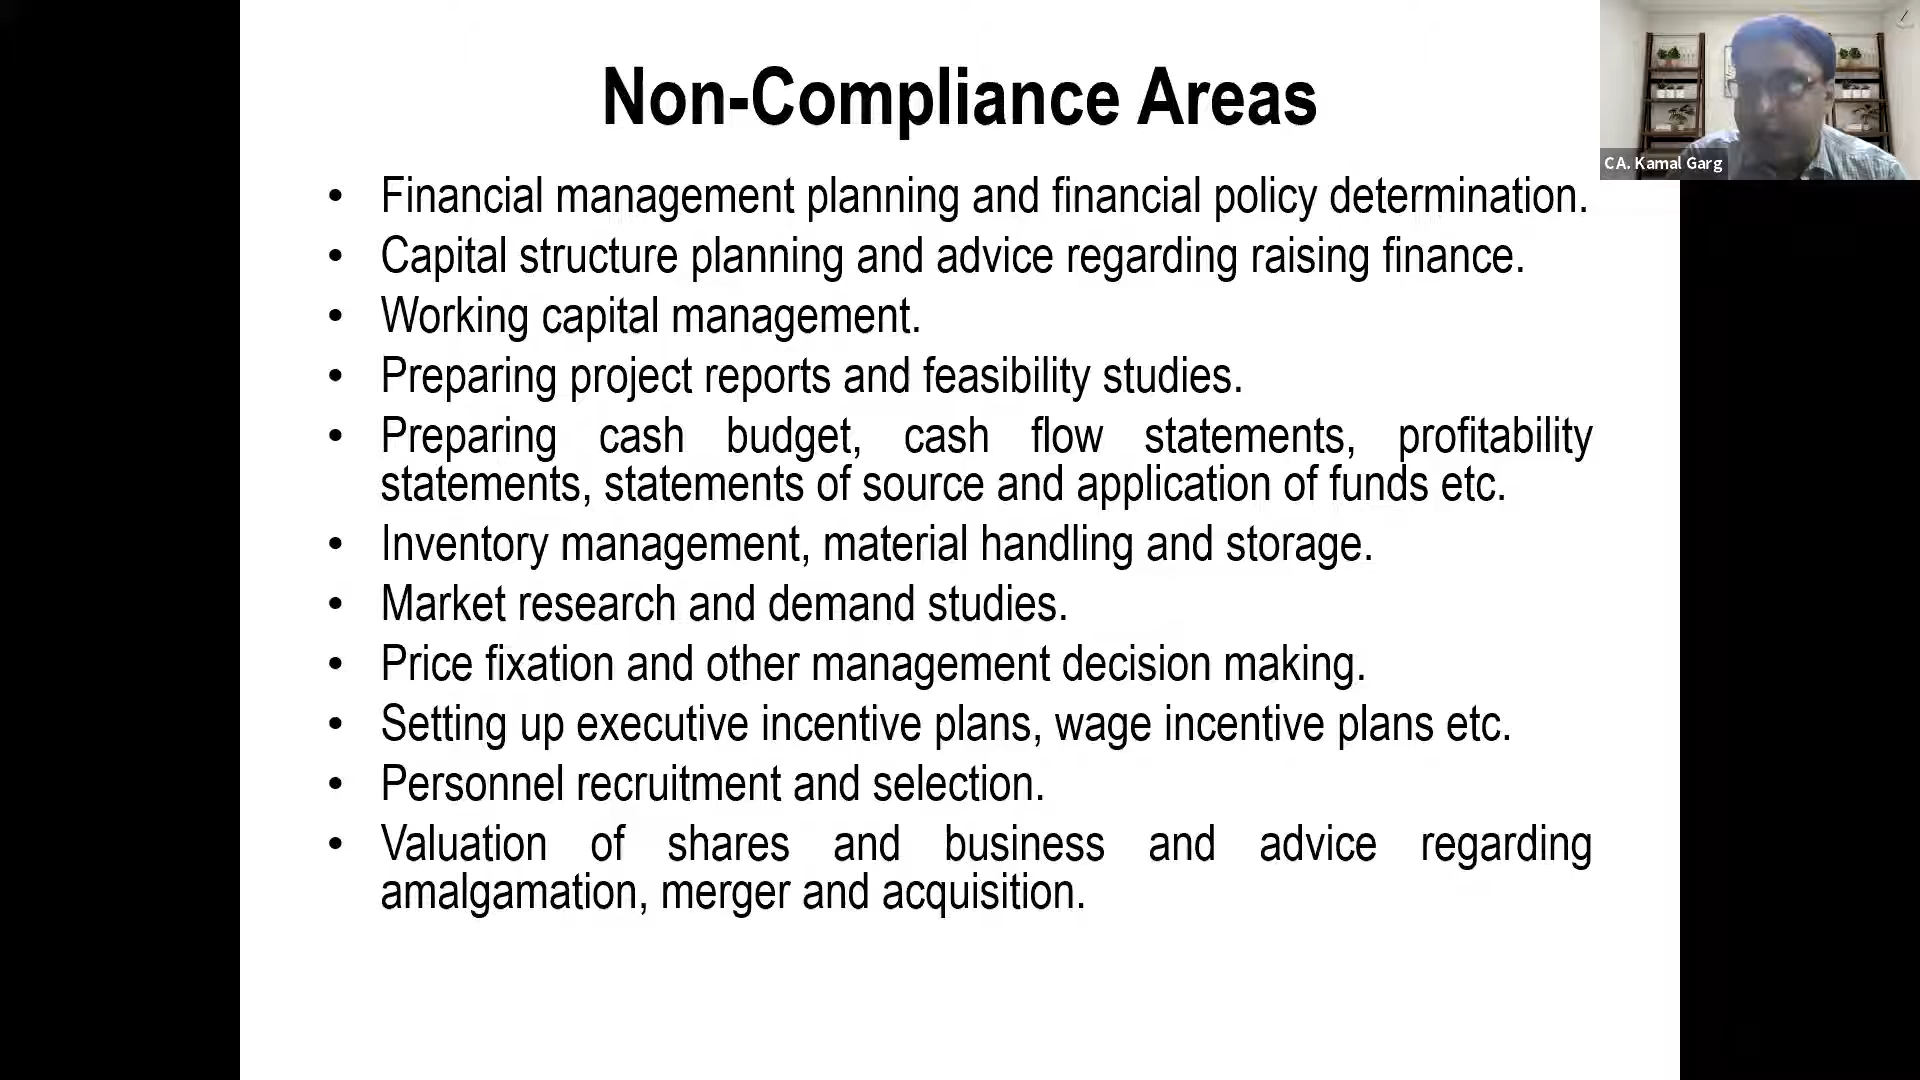 Non-Compliance Areas
CA. Kamal Garg
• Financial management planning and financial policy determination.
• Capital structure planning and advice regarding raising finance.
• Working capital management.
• Preparing project reports and feasibility studies.
• Preparing cash budget, cash flow statements, profitability
statements, statements of source and application of funds etc.
• Inventory management, material handling and storage.
• Market research and demand studies.
• Price fixation and other management decision making.
• Setting up executive incentive plans, wage incentive plans etc.
• Personnel recruitment and selection.
• Valuation of shares and business and advice regarding
amalgamation, merger and acquisition.